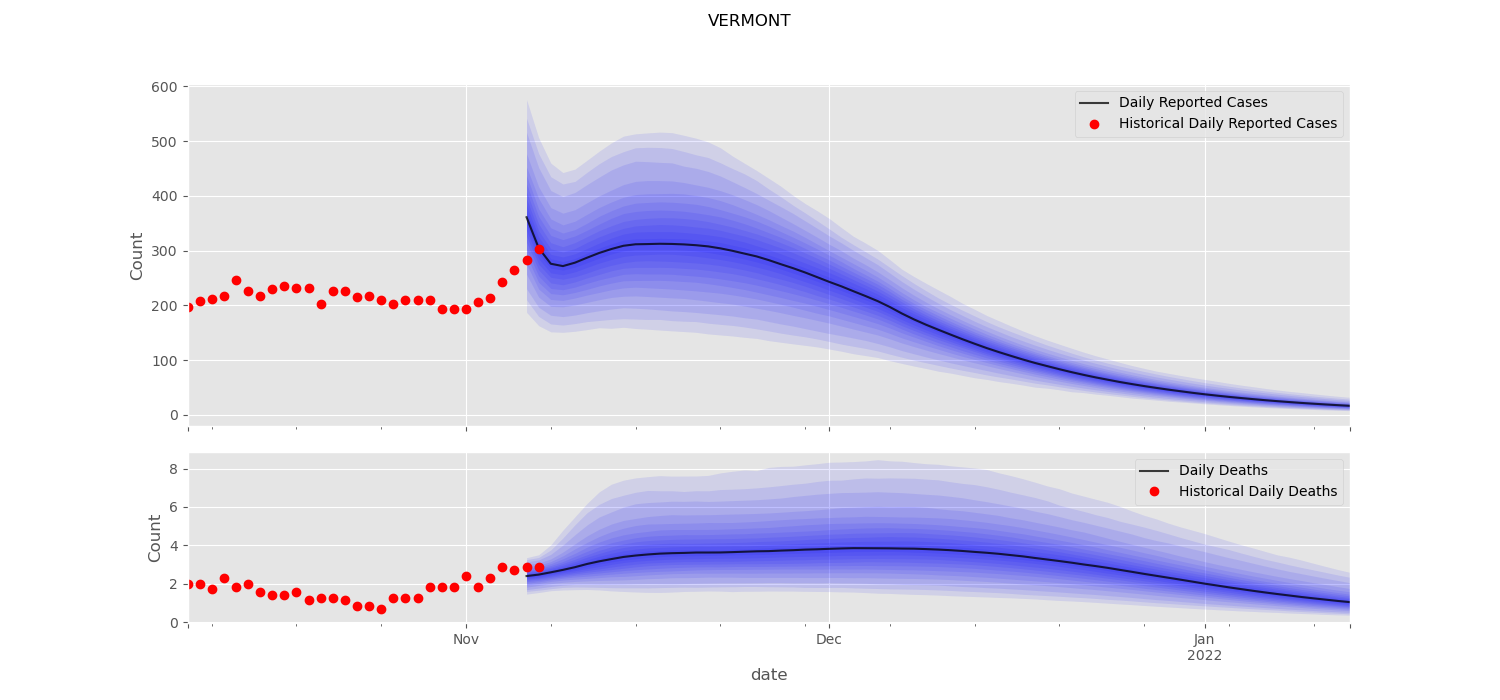 VERMONT
600
500
400
300
200
100
0
Count
Daily Reported Cases
Historical Daily Reported Cases
8
6
4
2
0
Count
Daily Deaths
Historical Daily Deaths
Nov
Dec
Jan
2022
date